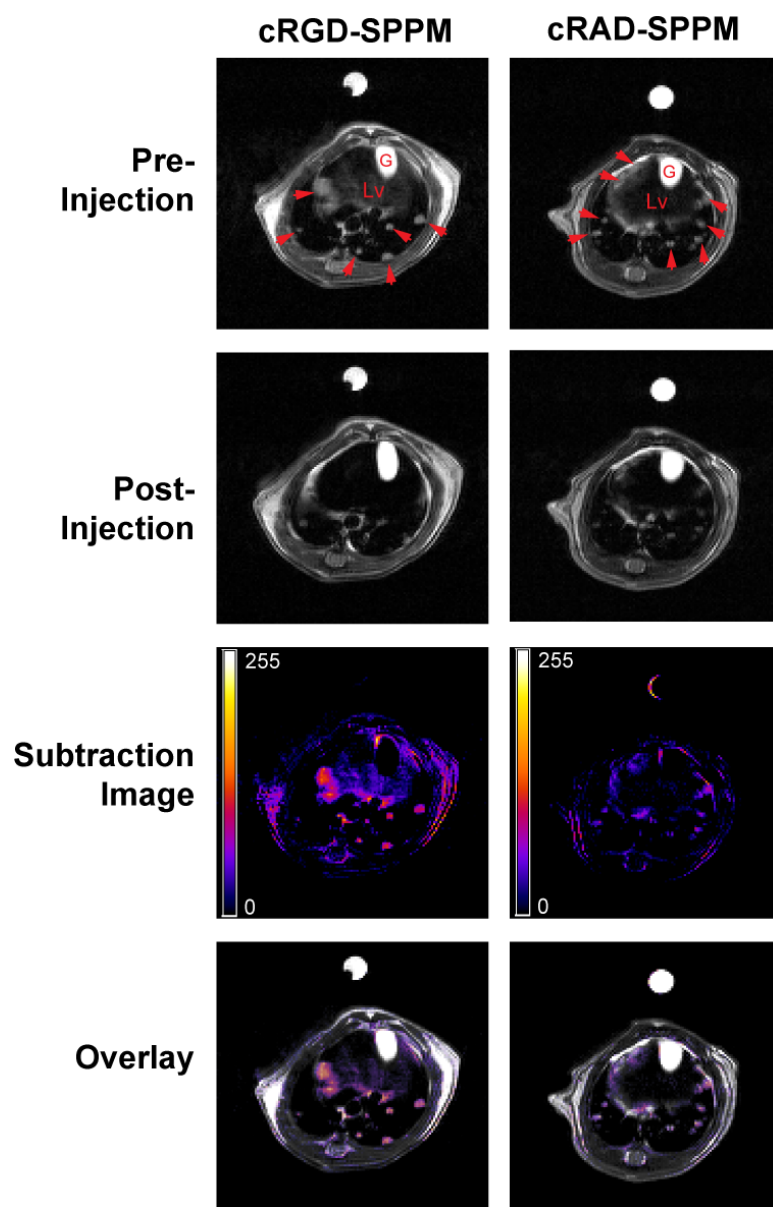 cRGD-SPPM cRAD-SPPM
Pre-
Injection
G
Lv
G
Lv
Post-
Injection
Subtraction
Image
255
0
255
0
Overlay